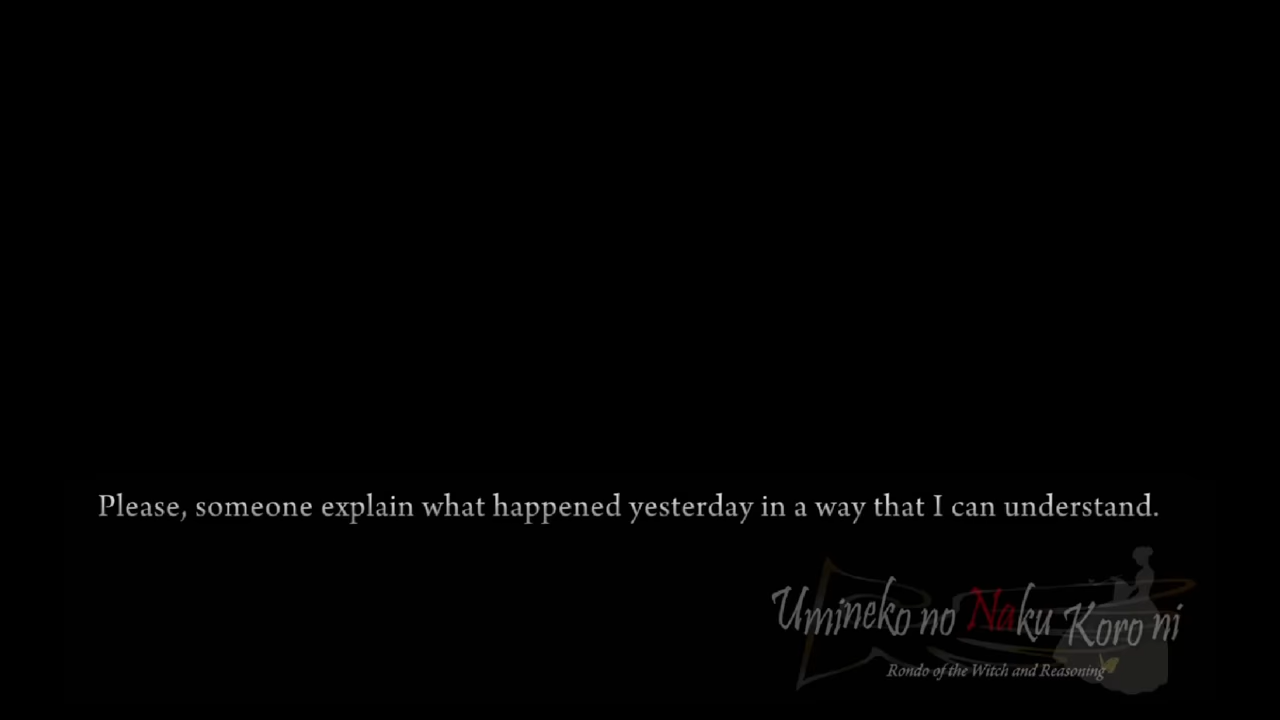 Please, someone explain what happened yesterday in a way that I can understand.
Umineko no Naku Koro ni
Rondo of the Witch and Reasoning